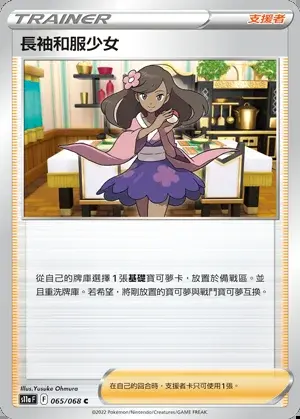 TRAINER
支援者
長袖和服少女
從自己的牌庫選擇1張基礎寶可夢卡,放置於備戰區。並
且重洗牌庫。若希望,將剛放置的寶可夢與戰鬥寶可夢互換。
Illus.Yusuke Ohmura
s11a F F 065/068 C
在自己的回合時,支援者卡只可使用1張。
©2022 Pokémon/Nintendo/Creatures/GAME FREAK